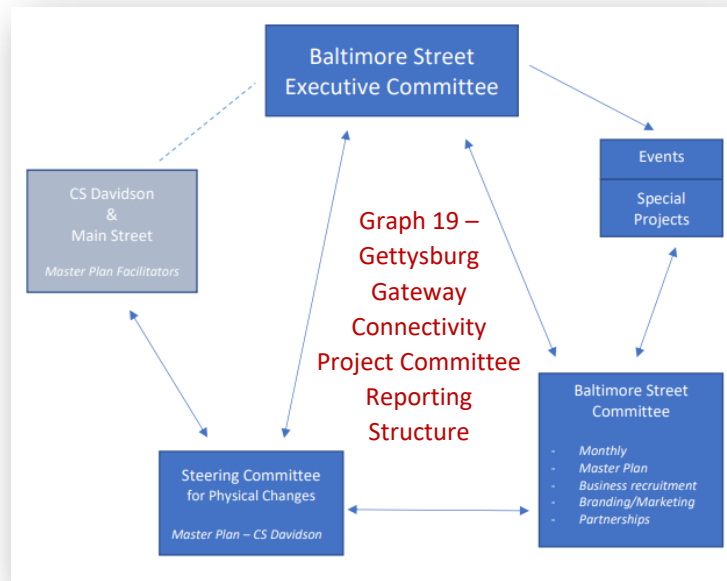 Baltimore Street
Executive Committee
CS Davidson
&
Main Street
Master Plan Facilitators
Events
Special
Projects
Graph 19 –
Gettysburg
Gateway
Connectivity
Project Committee
Reporting
Structure
Steering Committee
for Physical Changes
Master Plan – CS Davidson
Baltimore Street
Committee
- Monthly
- Master Plan
- Business recruitment
- Branding/Marketing
- Partnerships